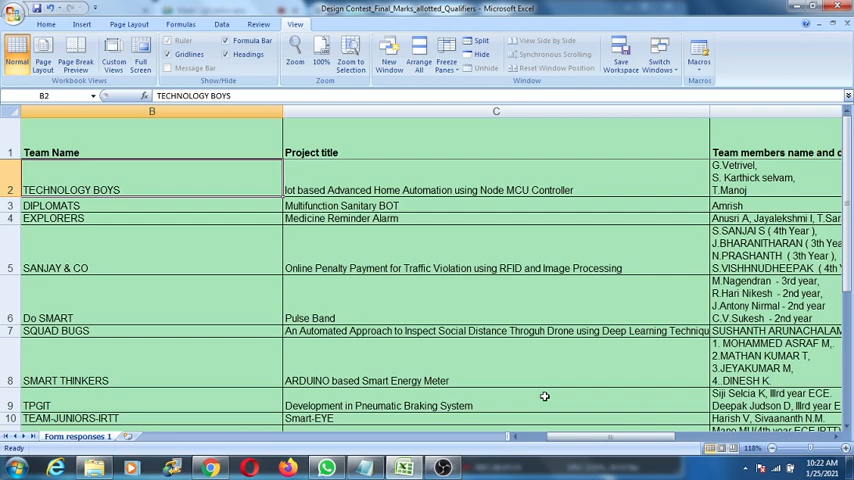 Design Contest_Final_Marks_allotted_Qualifiers - Microsoft Excel
Home Insert Page Layout Formulas Data Review View
Normal Page Layout Page Break Preview Custom Views Full Screen
Workbook Views
Ruler Formula Bar
Gridlines Headings
Message Bar
Show/Hide
Zoom 100% Zoom to Selection
Zoom
New Window Arrange All Freeze Panes
Split View Side by Side
Hide Synchronous Scrolling
Unhide Reset Window Position
Window
Save Workspace Switch Windows
Macros
Macros
B2 fx TECHNOLOGY BOYS
B C
1 Team Name Project title Team members name and d
G.Vetrivel,
S. Karthick selvam,
2 TECHNOLOGY BOYS Iot based Advanced Home Automation using Node MCU Controller T.Manoj
3 DIPLOMATS Multifunction Sanitary BOT Amrish
4 EXPLORERS Medicine Reminder Alarm Anusri A, Jayalekshmi I, T.Sar
S.SANJAI S ( 4th Year ),
J.BHARANITHARAN ( 3th Yea
N.PRASHANTH ( 3th Year ),
5 SANJAY & CO Online Penalty Payment for Traffic Violation using RFID and Image Processing S.VISHHNUDHEEPAK ( 4th
M.Nagendran - 3rd year,
R.Hari Nikesh - 2nd year,
J.Antony Nirmal - 2nd year
6 Do SMART Pulse Band C.V.Sukesh - 2nd year
7 SQUAD BUGS An Automated Approach to Inspect Social Distance Throguh Drone using Deep Learning Techniqu SUSHANTH ARUNACHALAM
1. MOHAMMED ASRAF M,.
2.MATHAN KUMAR T,
3.JEYAKUMAR M,
8 SMART THINKERS ARDUINO based Smart Energy Meter 4..DINESH K.
Siji Selcia K, IIIrd year ECE.
9 TPGIT Development in Pneumatic Braking System Deepak Judson D, IIIrd year E
10 TEAM-JUNIORS-IRTT Smart-EYE Harish V, Sivaananth N.M.
Form responses 1
Ready 118%
10:22 AM
1/25/2021